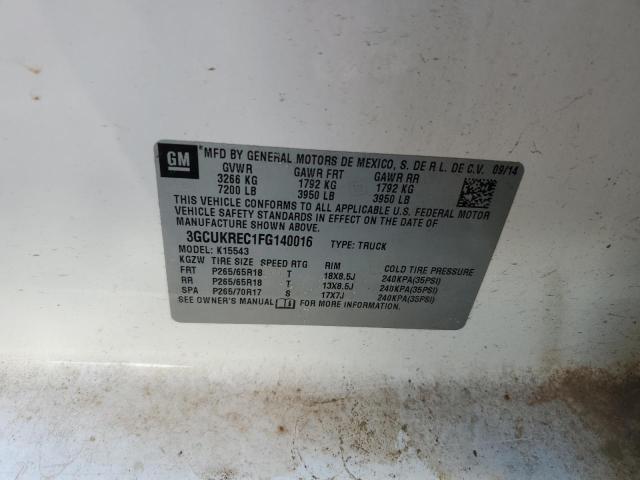 GM
*MFD BY GENERAL MOTORS DE MEXICO, S. DE R L. DE C.V. 09/14
GVWR GAWR FRT GAWR RR
3266 KG 1792 KG 1792 KG
7200 LB 3950 LB 3950 LB
THIS VEHICLE CONFORMS TO ALL APPLICABLE U.S. FEDERAL MOTOR
VEHICLE SAFETY STANDARDS IN EFFECT ON THE DATE OF
MANUFACTURE SHOWN ABOVE.
3GCUKREC1FG140016 TYPE: TRUCK
MODEL: K15543
KGZW TIRE SIZE SPEED RTG RIM COLD TIRE PRESSURE
FRT P265/65R18 T 18X8.5J 240KPA(35PSI)
RR P265/65R18 T 13X8.5J 240KPA(35PSI)
SPA P265/70R17 S 17X7J 240KPA(35PSI)
SEE OWNER'S MANUAL FOR MORE INFORMATION.